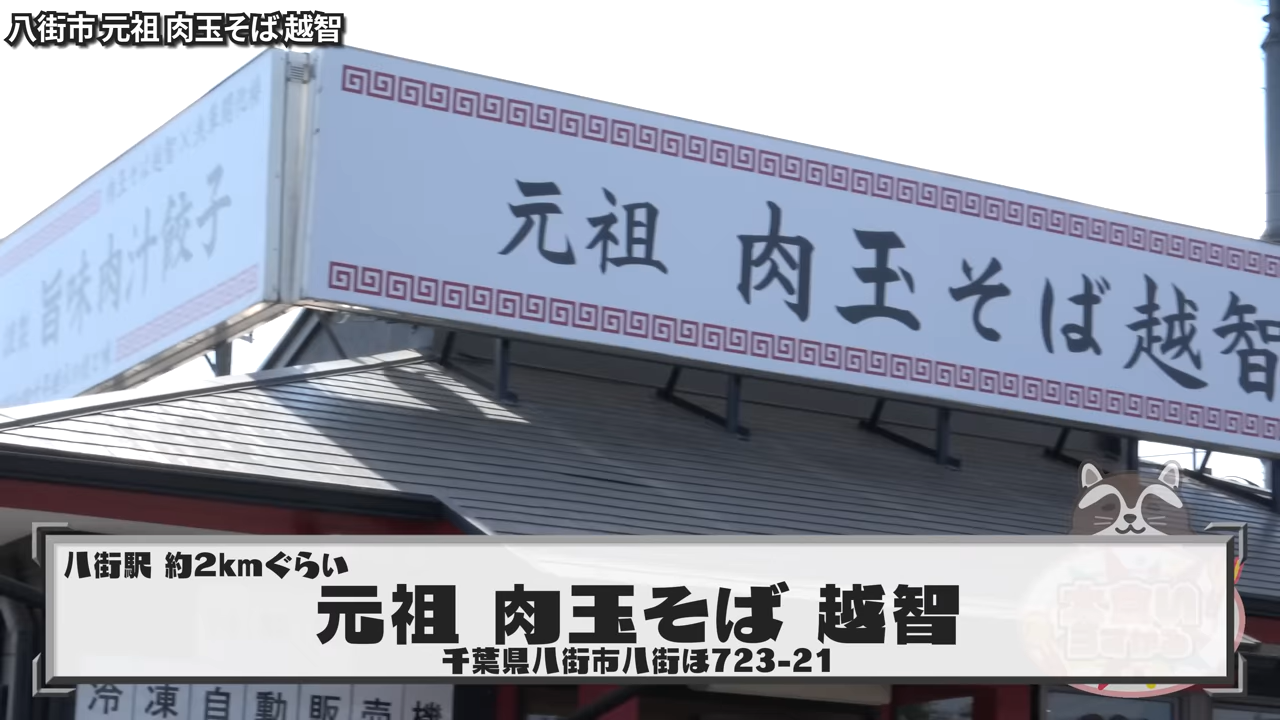 八街市 元祖 肉玉そば 越智
元祖 肉玉そば 越智
旨味肉汁餃子
八街駅 約2kmぐらい
元祖 肉玉そば 越智
千葉県八街市八街ほ723-21
冷凍自動販売機